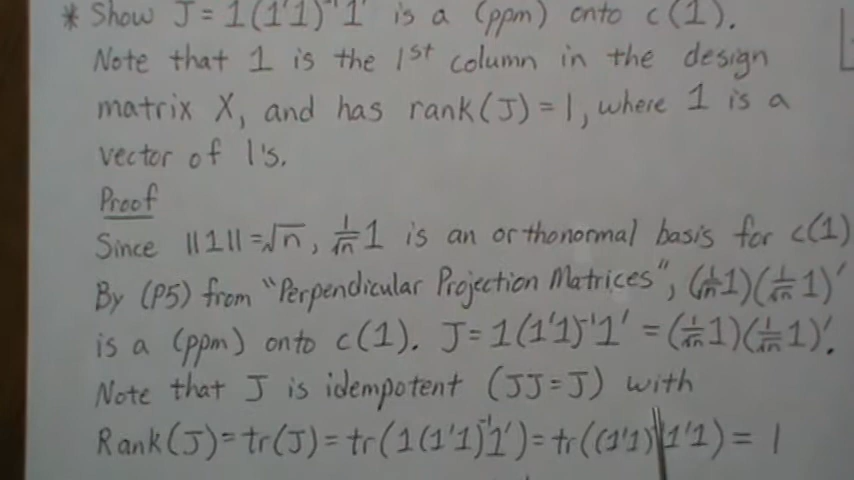 * Show J = 1(1'1)⁻¹1' is a (ppm) onto c(1).
Note that 1 is the 1st column in the design
matrix X, and has rank(J) = 1, where 1 is a
vector of 1's.
Proof
Since ||1|| = √n, 1/√n 1 is an orthonormal basis for c(1)
By (P5) from "Perpendicular Projection Matrices", (1/√n 1)(1/√n 1)'
is a (ppm) onto c(1). J = 1(1'1)⁻¹1' = (1/√n 1)(1/√n 1)'.
Note that J is idempotent (JJ = J) with
Rank(J) = tr(J) = tr(1(1'1)⁻¹1') = tr((1'1)⁻¹1'1) = 1